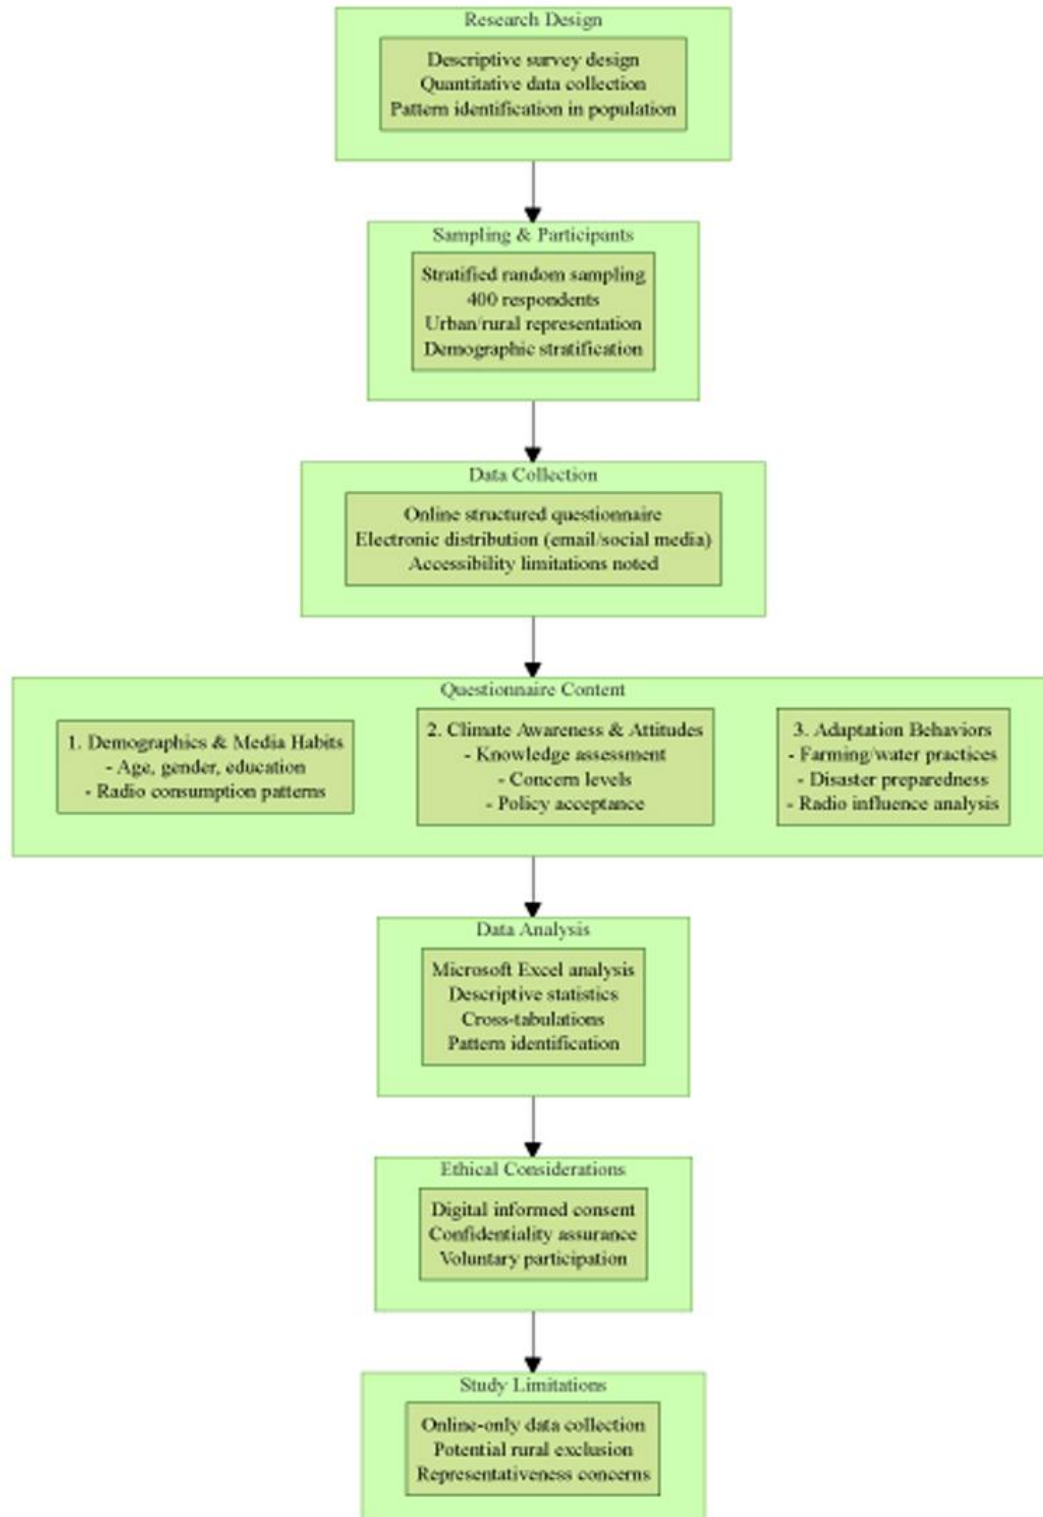 Research Design
Descriptive survey design
Quantitative data collection
Pattern identification in population
Sampling & Participants
Stratified random sampling
400 respondents
Urban/rural representation
Demographic stratification
Data Collection
Online structured questionnaire
Electronic distribution (email/social media)
Accessibility limitations noted
Questionnaire Content
1. Demographics & Media Habits
- Age, gender, education
- Radio consumption patterns
2. Climate Awareness & Attitudes
- Knowledge assessment
- Concern levels
- Policy acceptance
3. Adaptation Behaviors
- Farming/water practices
- Disaster preparedness
- Radio influence analysis
Data Analysis
Microsoft Excel analysis
Descriptive statistics
Cross-tabulations
Pattern identification
Ethical Considerations
Digital informed consent
Confidentiality assurance
Voluntary participation
Study Limitations
Online-only data collection
Potential rural exclusion
Representativeness concerns